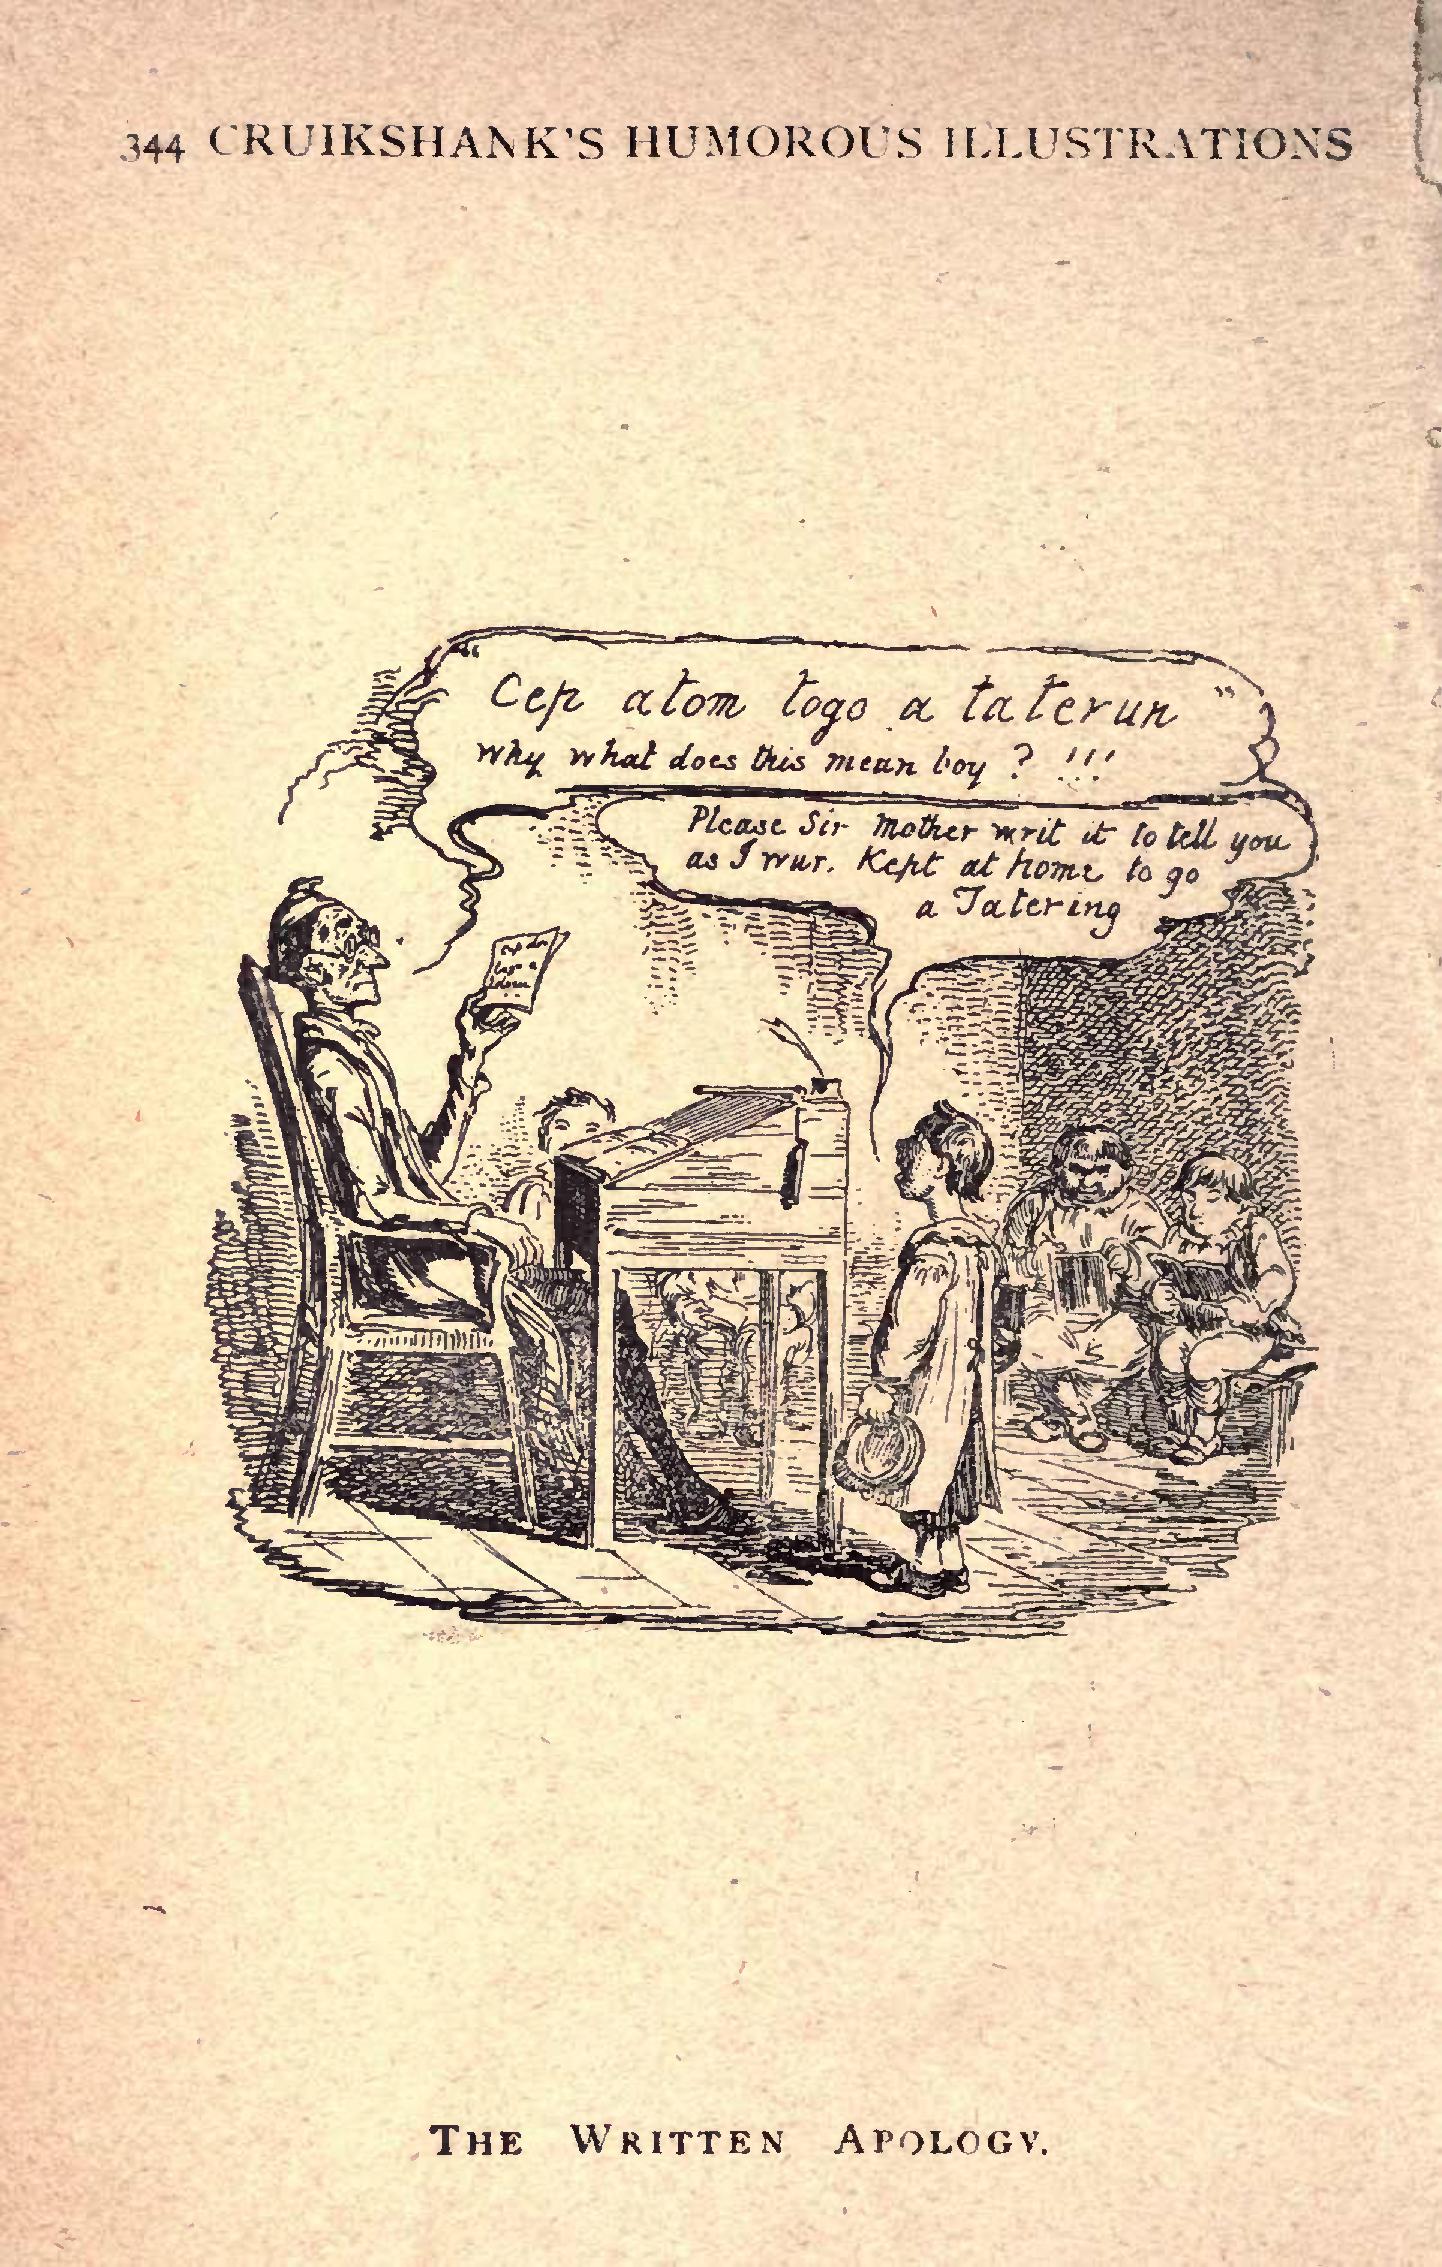 344 CRUIKSHANK'S HUMOROUS ILLUSTRATIONS
"Cep atom togo a taterun"
why what does this mean boy ? !!!
Please Sir Mother writ it to tell you
as I wur. Kept at home to go
a Tatering
THE WRITTEN APOLOGY.